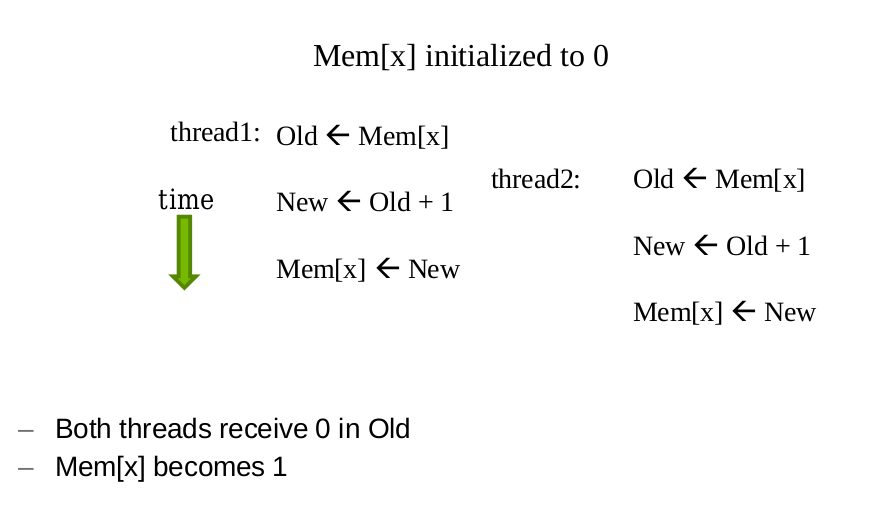 Mem[x] initialized to 0
thread1: Old ← Mem[x]
thread2: Old ← Mem[x]
time New ← Old + 1
New ← Old + 1
Mem[x] ← New
Mem[x] ← New
– Both threads receive 0 in Old
– Mem[x] becomes 1